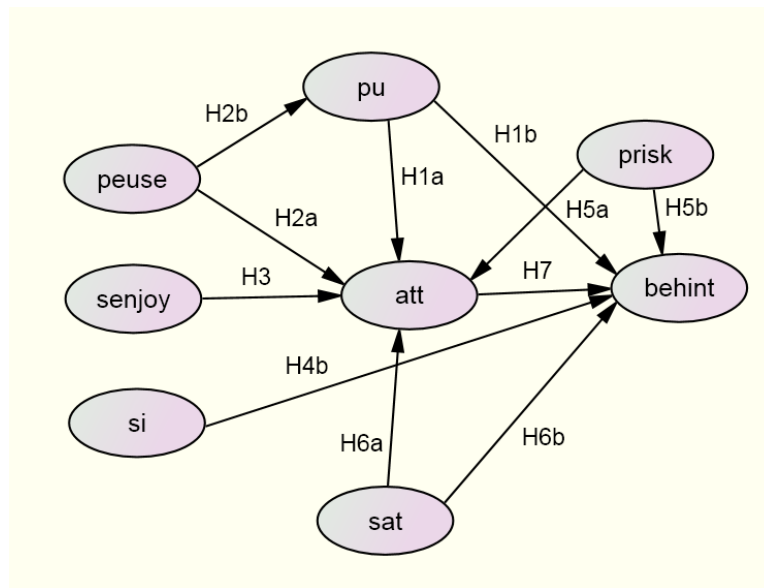 pu
H2b
H1b
prisk
peuse
H1a
H5a
H5b
H2a
H3
H7
senjoy
att
behint
H4b
si
H6a
H6b
sat